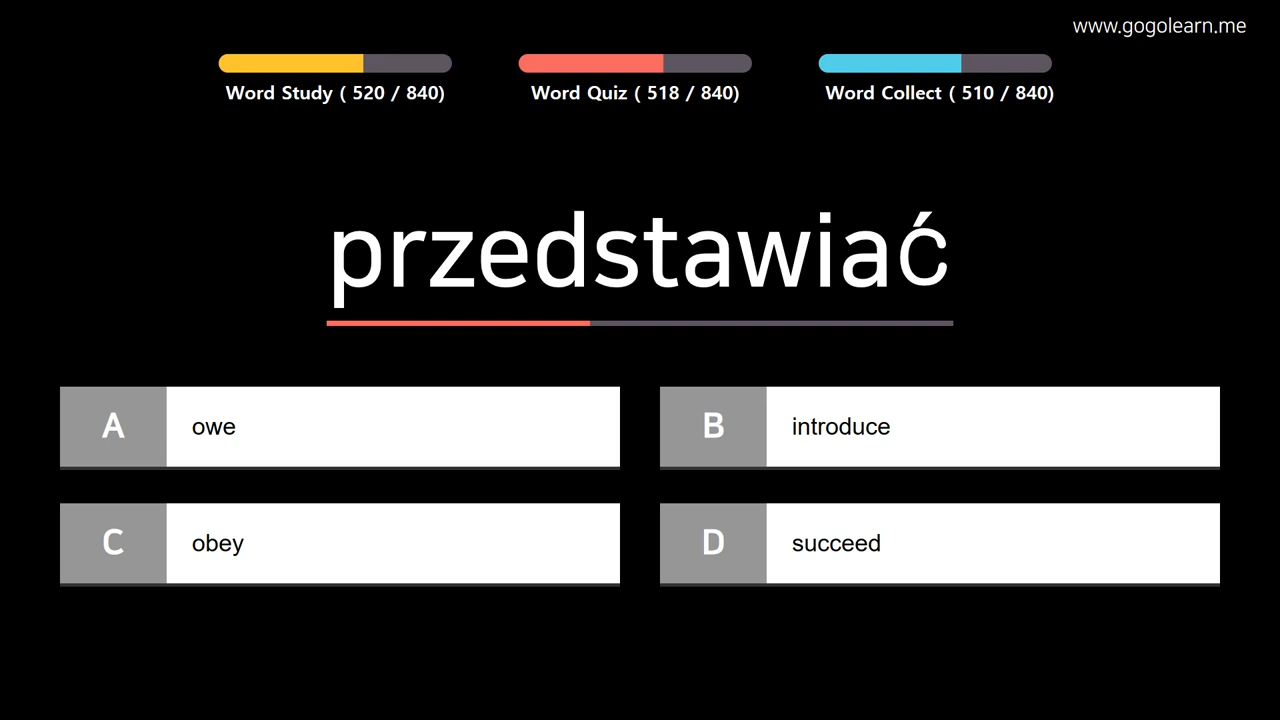 www.gogolearn.me
Word Study ( 520 / 840)
Word Quiz ( 518 / 840)
Word Collect ( 510 / 840)
przedstawiać
A owe
B introduce
C obey
D succeed